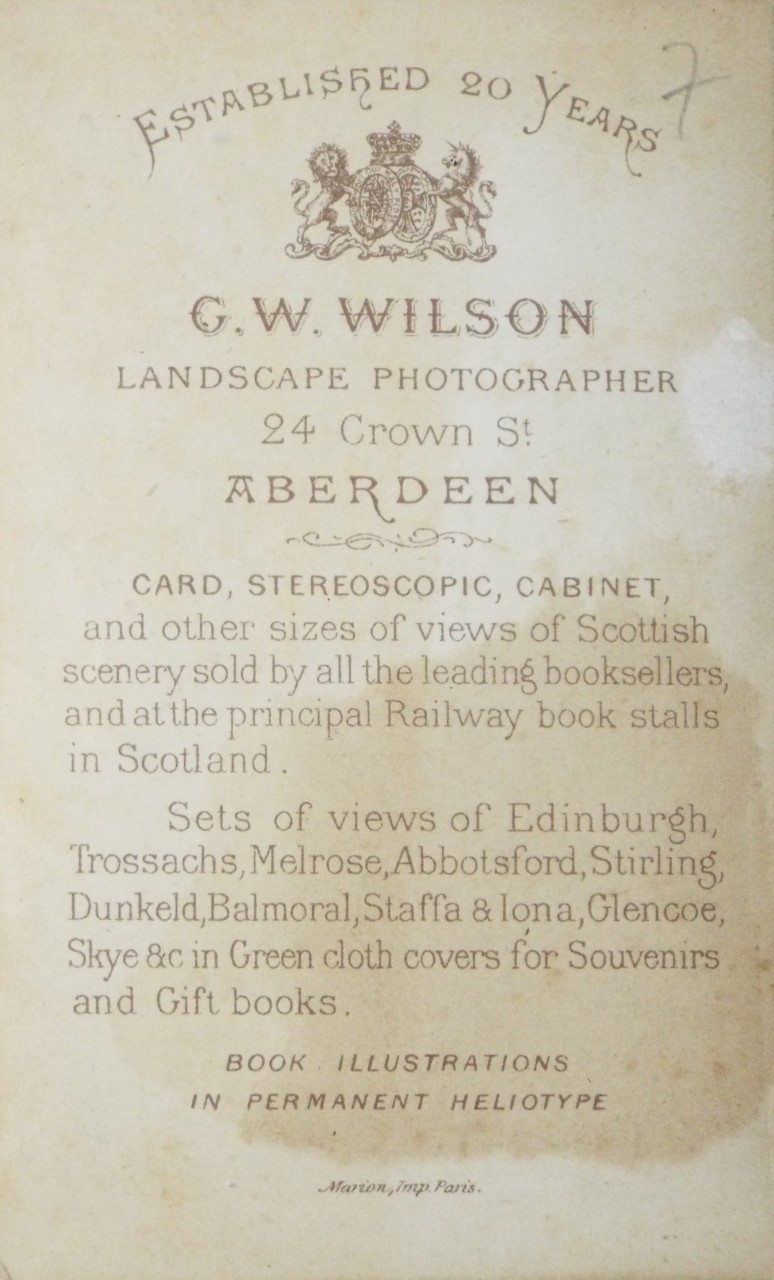 ESTABLISHED 20 YEARS
7
G. W. WILSON
LANDSCAPE PHOTOGRAPHER
24 Crown St
ABERDEEN
CARD, STEREOSCOPIC, CABINET,
and other sizes of views of Scottish
scenery sold by all the leading booksellers,
and at the principal Railway book stalls
in Scotland.
Sets of views of Edinburgh,
Trossachs, Melrose, Abbotsford, Stirling,
Dunkeld, Balmoral, Staffa & Iona, Glencoe,
Skye &c in Green cloth covers for Souvenirs
and Gift books.
BOOK ILLUSTRATIONS
IN PERMANENT HELIOTYPE
Marion, Imp. Paris.